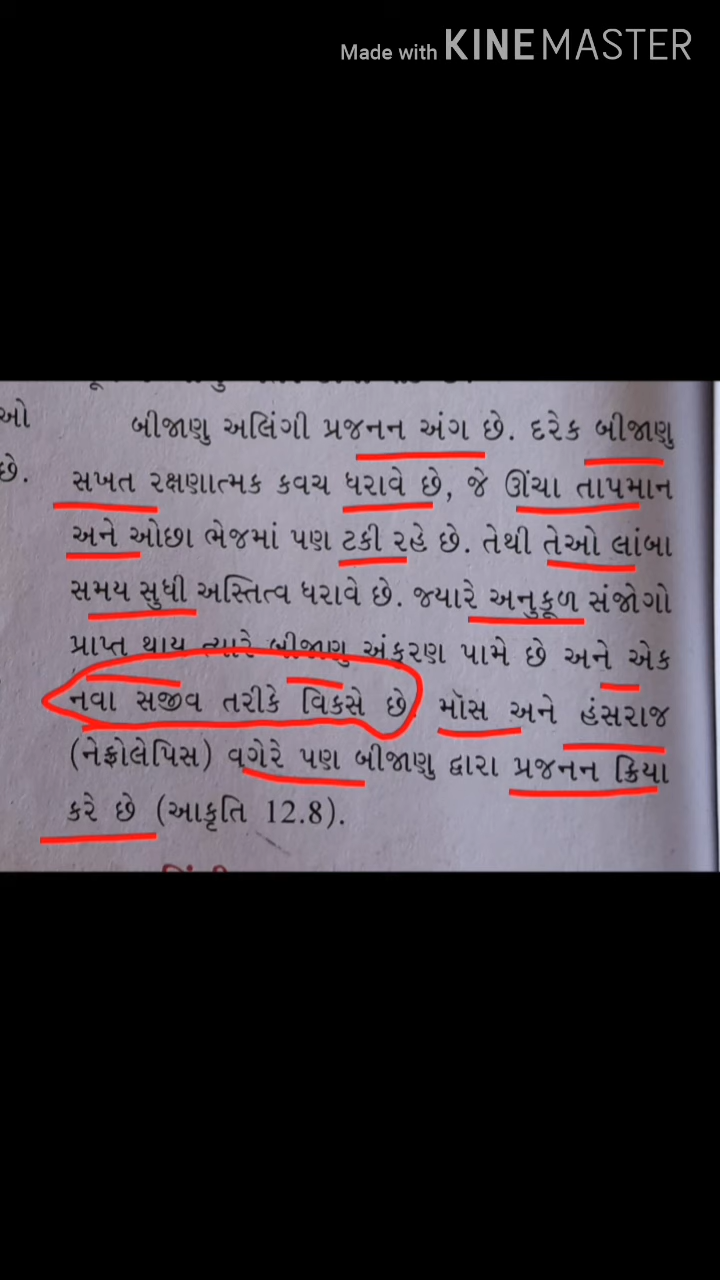 Made with KINEMASTER
ઓ
છે.
બીજાણુ અલિંગી પ્રજનન અંગ છે. દરેક બીજાણુ
સખત રક્ષણાત્મક કવચ ધરાવે છે, જે ઊંચા તાપમાન
અને ઓછા ભેજમાં પણ ટકી રહે છે. તેથી તેઓ લાંબા
સમય સુધી અસ્તિત્વ ધરાવે છે. જ્યારે અનુકૂળ સંજોગો
પ્રાપ્ત થાય ત્યારે બીજાણુ અંકુરણ પામે છે અને એક
નવા સજીવ તરીકે વિકસે છે. મૉસ અને હંસરાજ
(નેફ્રોલેપિસ) વગેરે પણ બીજાણુ દ્વારા પ્રજનન ક્રિયા
કરે છે (આકૃતિ 12.8).